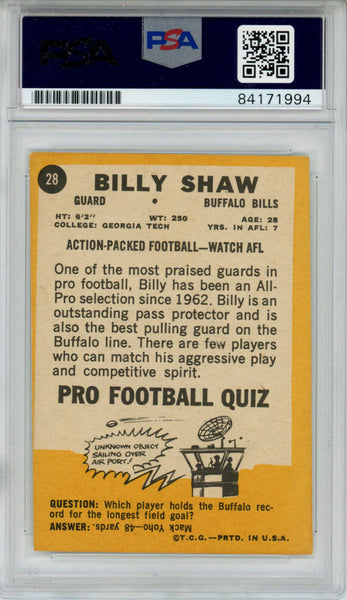 PSA
PSA
84171994
28
BILLY SHAW
GUARD • BUFFALO BILLS
HT: 6'2" WT: 250 AGE: 28
COLLEGE: GEORGIA TECH YRS. IN AFL: 7
ACTION-PACKED FOOTBALL—WATCH AFL
One of the most praised guards in
pro football, Billy has been an All-
Pro selection since 1962. Billy is an
outstanding pass protector and is
also the best pulling guard on the
Buffalo line. There are few players
who can match his aggressive play
and competitive spirit.
PRO FOOTBALL QUIZ
UNKNOWN OBJECT
SAILING OVER
AIR PORT!
QUESTION: Which player holds the Buffalo rec-
ord for the longest field goal?
ANSWER: Mack Yoho—48 yards.
©T.C.G.—PRTD. IN U.S.A.